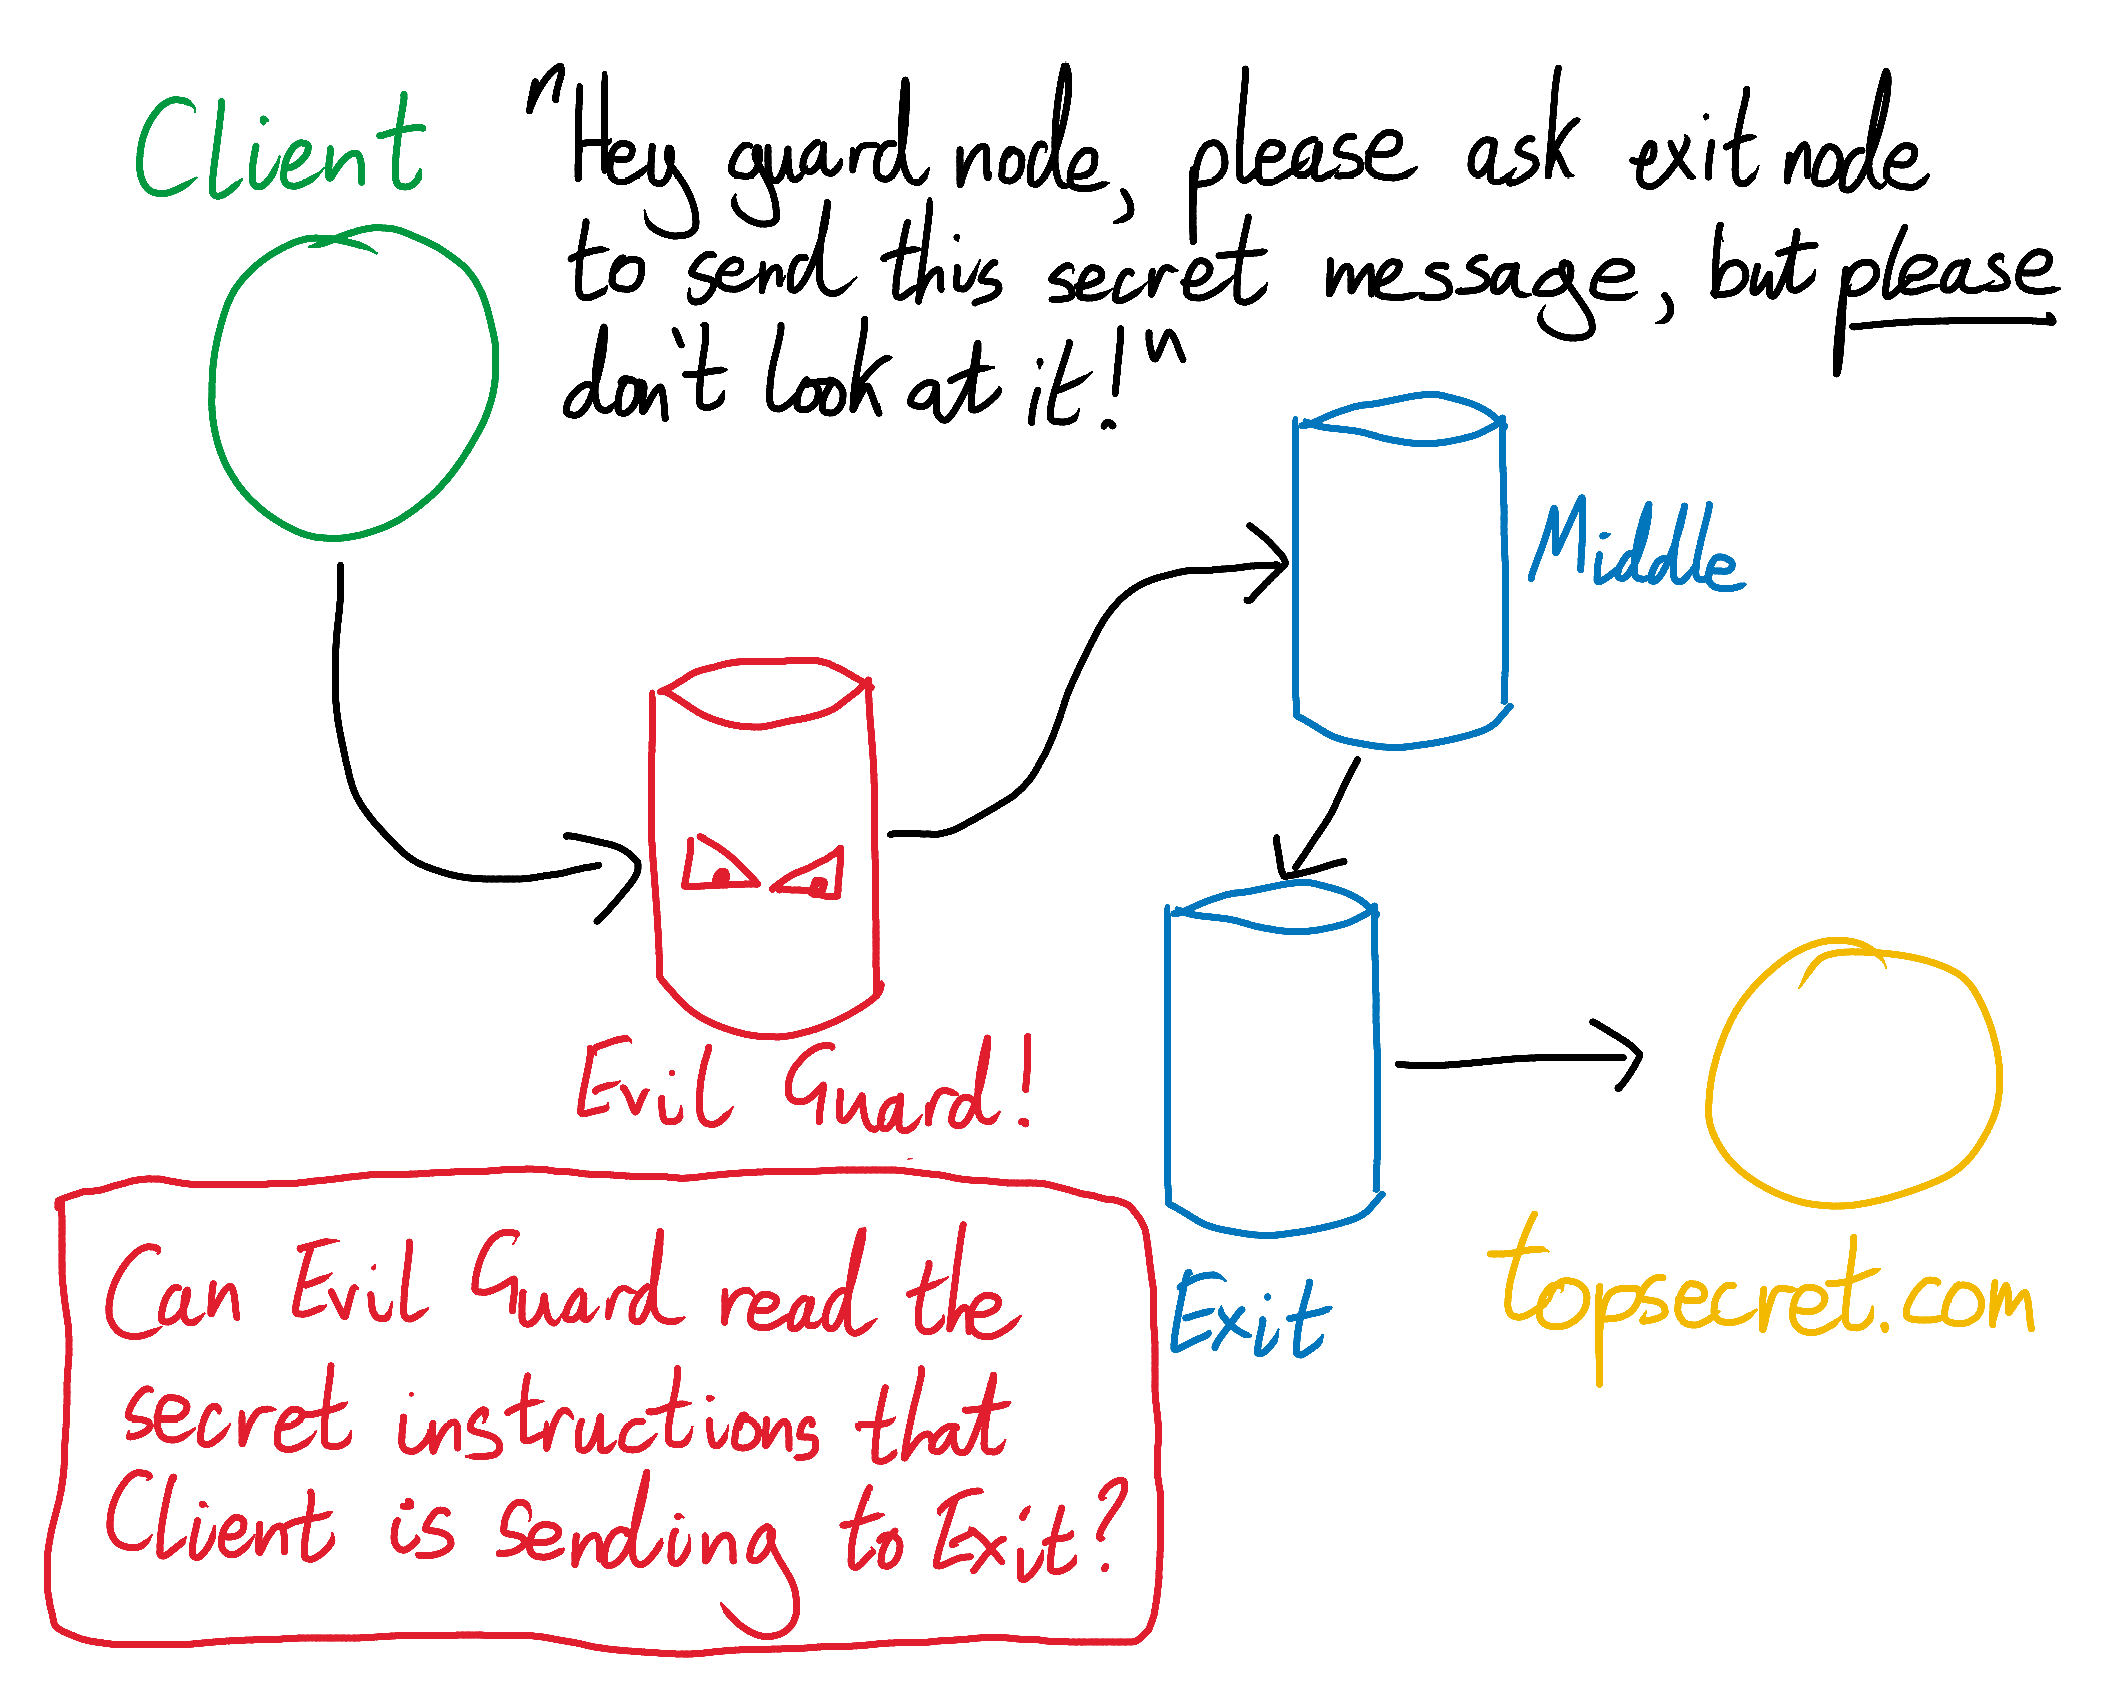 Client
"Hey guard node, please ask exit node
to send this secret message, but please
don't look at it!"
Middle
Evil Guard!
Exit
topsecret.com
Can Evil Guard read the
secret instructions that
Client is sending to Exit?